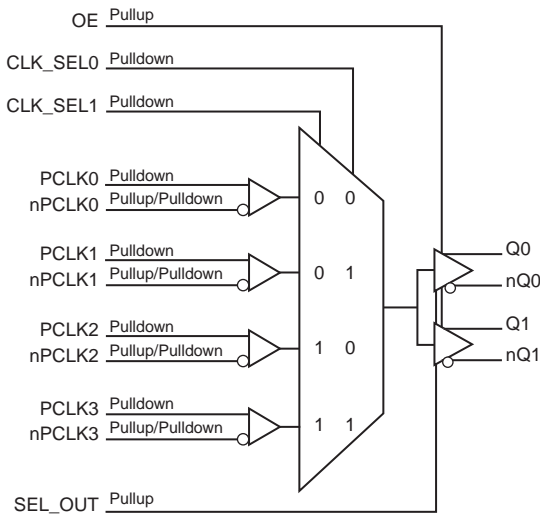 OE Pullup
CLK_SEL0 Pulldown
CLK_SEL1 Pulldown
PCLK0 Pulldown
nPCLK0 Pullup/Pulldown
0 0
PCLK1 Pulldown
nPCLK1 Pullup/Pulldown
0 1
PCLK2 Pulldown
nPCLK2 Pullup/Pulldown
1 0
PCLK3 Pulldown
nPCLK3 Pullup/Pulldown
1 1
Q0
nQ0
Q1
nQ1
SEL_OUT Pullup